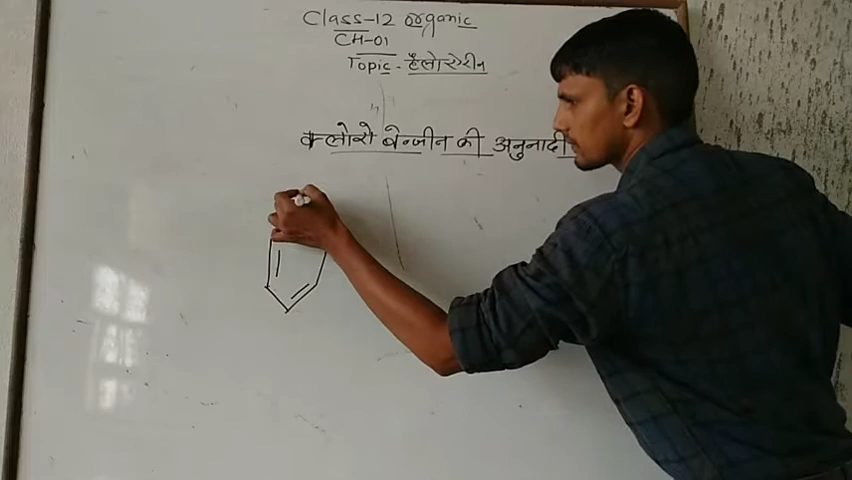 Class-12 organic
CH-01
Topic - हैलोएरीन
क्लोरो बेन्जीन की अनुनादी